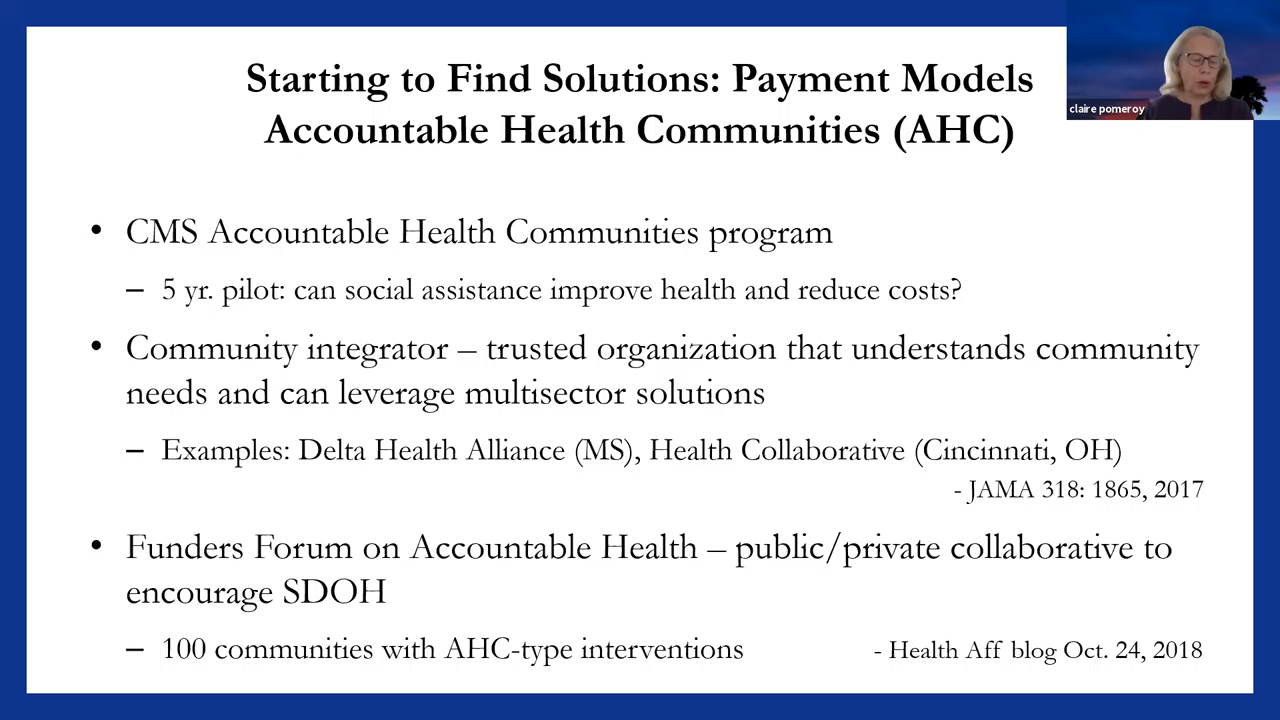 Starting to Find Solutions: Payment Models
Accountable Health Communities (AHC)
claire pomeroy
• CMS Accountable Health Communities program
– 5 yr. pilot: can social assistance improve health and reduce costs?
• Community integrator – trusted organization that understands community
needs and can leverage multisector solutions
– Examples: Delta Health Alliance (MS), Health Collaborative (Cincinnati, OH)
- JAMA 318: 1865, 2017
• Funders Forum on Accountable Health – public/private collaborative to
encourage SDOH
– 100 communities with AHC-type interventions - Health Aff blog Oct. 24, 2018